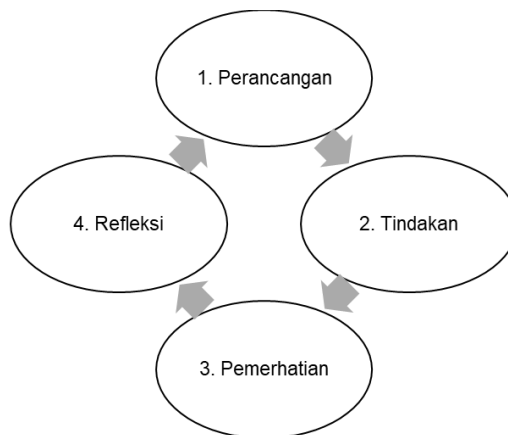 1. Perancangan
2. Tindakan
3. Pemerhatian
4. Refleksi